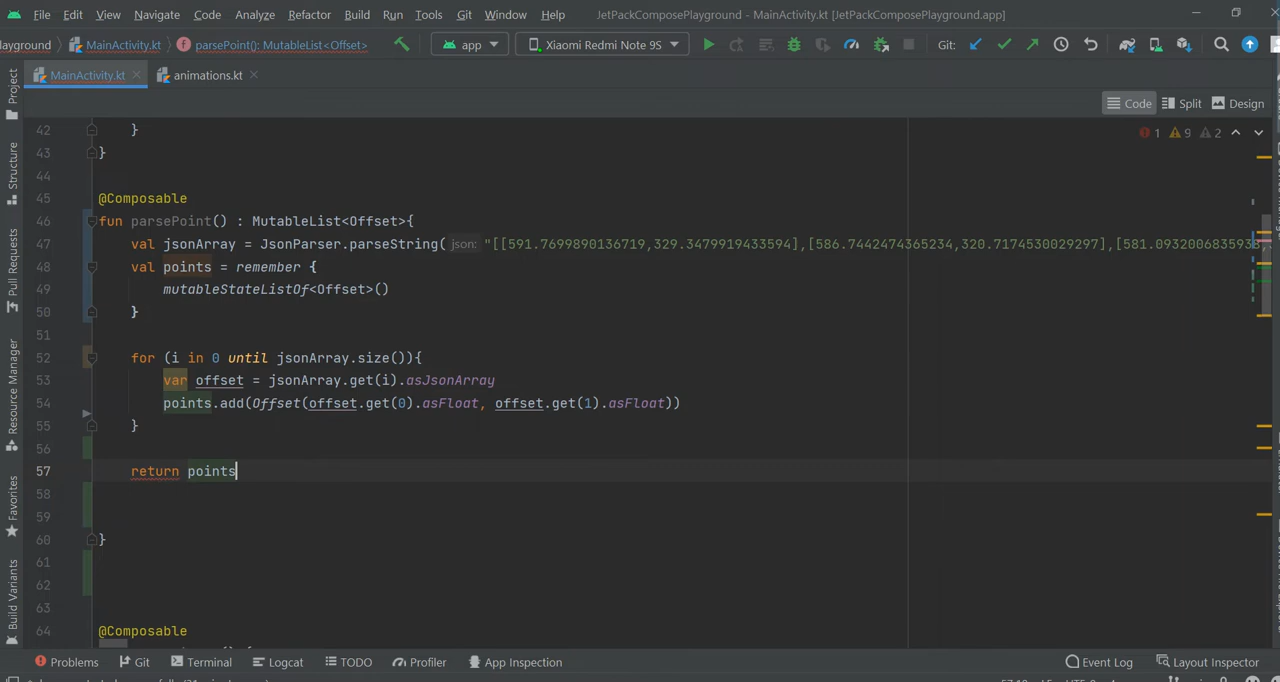 File Edit View Navigate Code Analyze Refactor Build Run Tools Git Window Help JetPackComposePlayground - MainActivity.kt [JetPackComposePlayground.app]
layground MainActivity.kt parsePoint(): MutableList<Offset> app Xiaomi Redmi Note 9S Git:
MainActivity.kt animations.kt
Code Split Design
1 9 2
Project
Structure
Pull Requests
Resource Manager
Favorites
Build Variants
42 }
43 }
44
45 @Composable
46 fun parsePoint() : MutableList<Offset>{
47 val jsonArray = JsonParser.parseString( json: "[[591.7699890136719,329.3479919433594],[586.7442474365234,320.7174530029297],[581.0932006835938,
48 val points = remember {
49 mutableStateListOf<Offset>()
50 }
51
52 for (i in 0 until jsonArray.size()){
53 var offset = jsonArray.get(i).asJsonArray
54 points.add(Offset(offset.get(0).asFloat, offset.get(1).asFloat))
55 }
56
57 return points
58
59
60 }
61
62
63
64 @Composable
Problems Git Terminal Logcat TODO Profiler App Inspection Event Log Layout Inspector